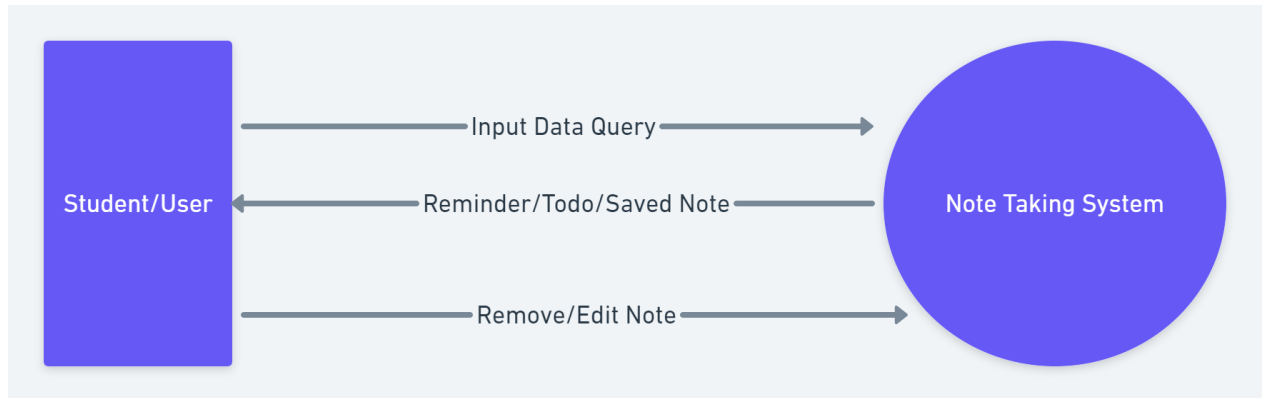 Input Data Query
Student/User
Reminder/Todo/Saved Note
Note Taking System
Remove/Edit Note